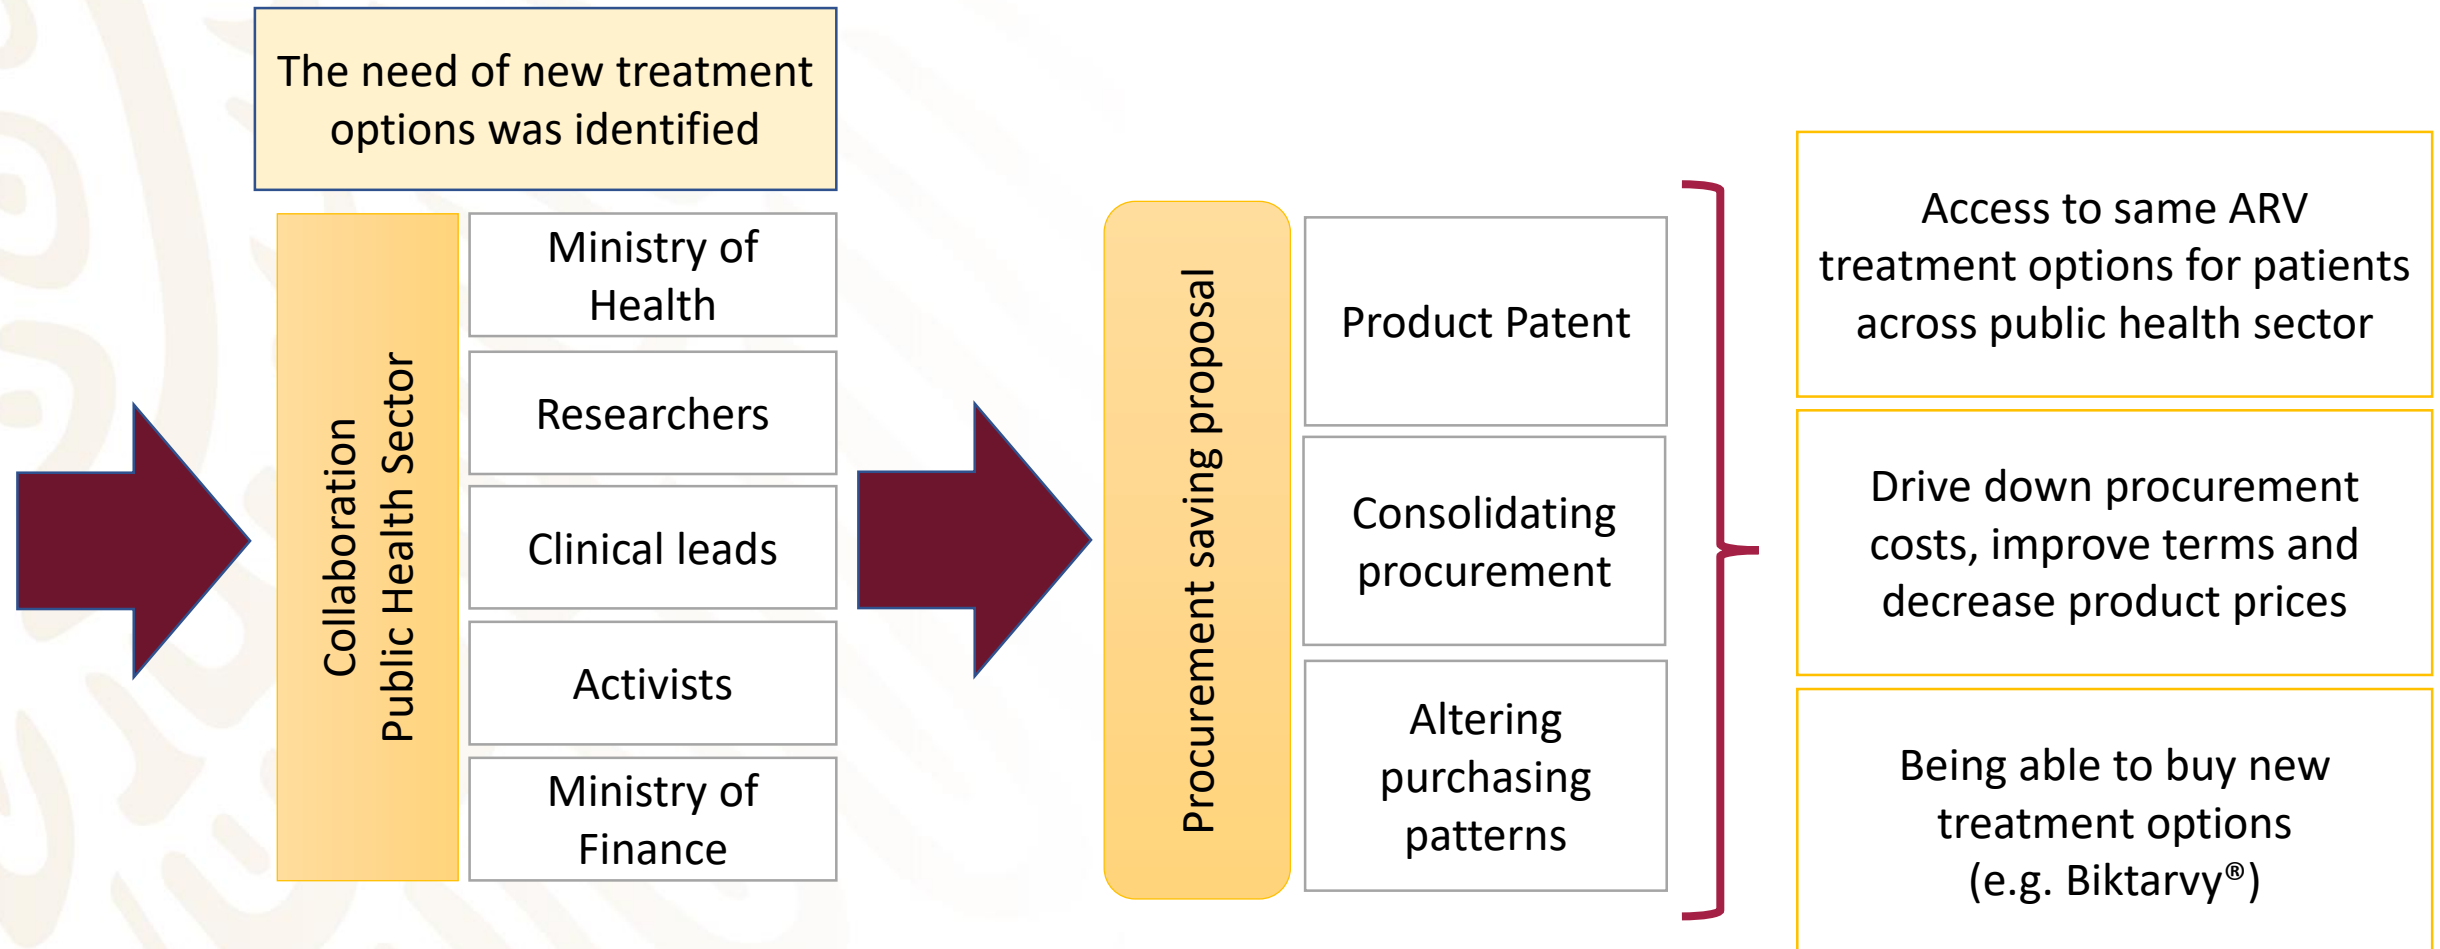 The need of new treatment
options was identified
Collaboration
Public Health Sector
Ministry of
Health
Researchers
Clinical leads
Activists
Ministry of
Finance
Procurement saving proposal
Product Patent
Consolidating
procurement
Altering
purchasing
patterns
Access to same ARV
treatment options for patients
across public health sector
Drive down procurement
costs, improve terms and
decrease product prices
Being able to buy new
treatment options
(e.g. Biktarvy®)